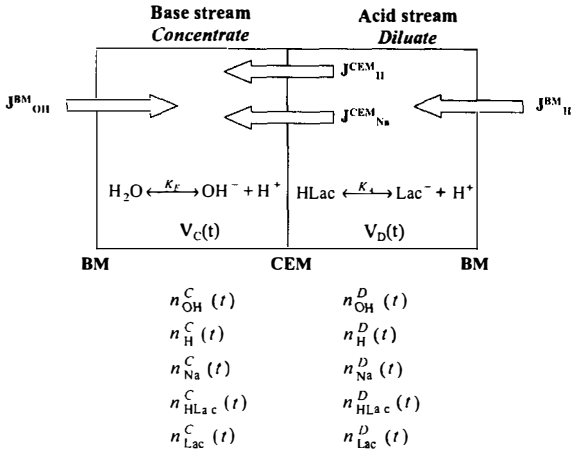 Base stream Acid stream
Concentrate Diluate
J^CEM_H
J^BM_OH J^CEM_Na J^BM_H
H₂O ⟷ K_E OH⁻ + H⁺ HLac ⟷ K_A Lac⁻ + H⁺
V_C(t) V_D(t)
BM CEM BM
n^C_OH (t) n^D_OH (t)
n^C_H (t) n^D_H (t)
n^C_Na (t) n^D_Na (t)
n^C_HLac (t) n^D_HLac (t)
n^C_Lac (t) n^D_Lac (t)